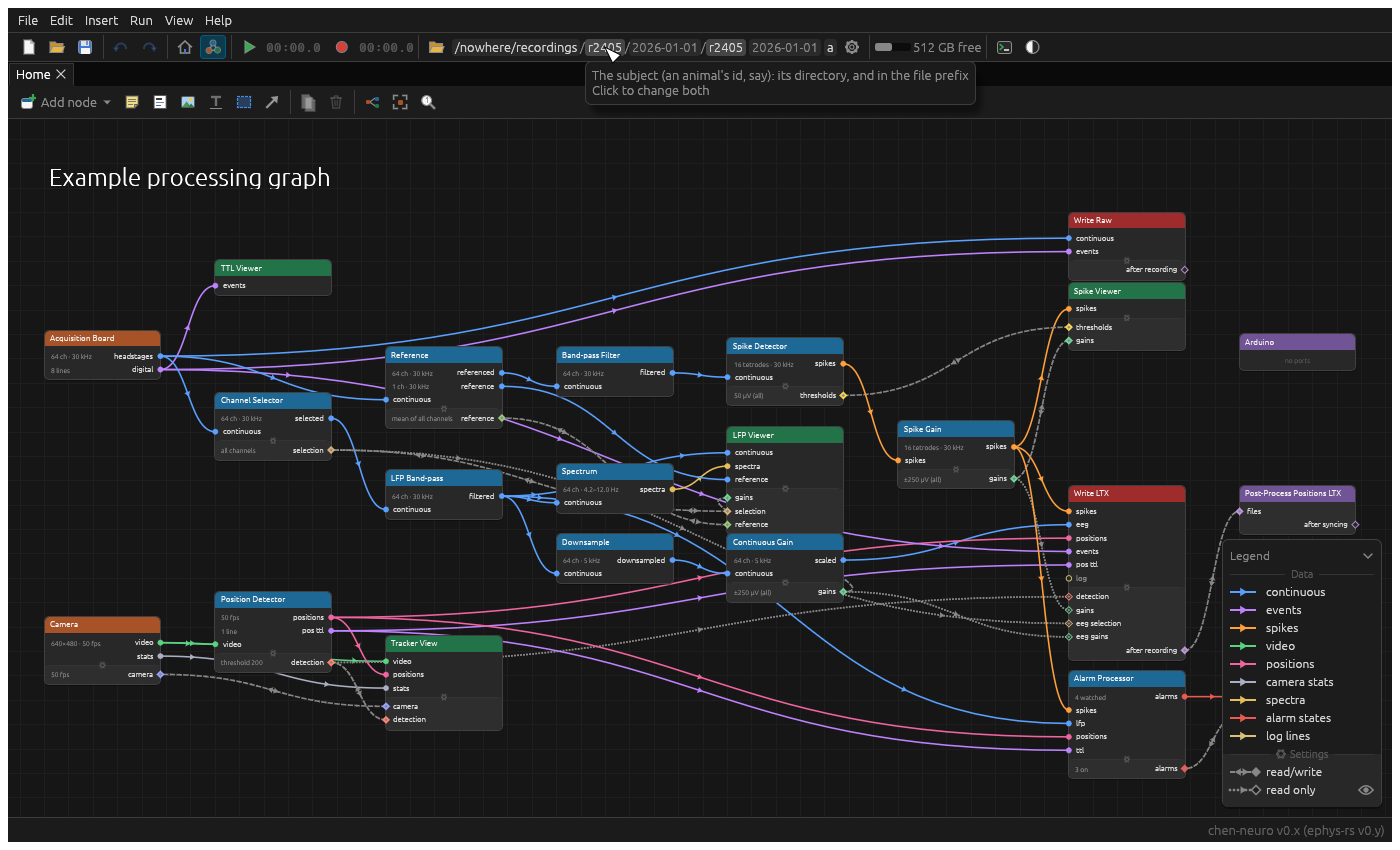 File Edit Insert Run View Help
00:00.0 00:00.0 /nowhere/recordings / r2405 / 2026-01-01 / r2405 2026-01-01 a 512 GB free
Home
The subject (an animal's id, say): its directory, and in the file prefix
Click to change both
Add node
Example processing graph
Write Raw
continuous
events
after recording
TTL Viewer
events
Spike Viewer
spikes
thresholds
gains
Acquisition Board
64 ch · 30 kHz headstages
8 lines digital
Reference
64 ch · 30 kHz referenced
1 ch · 30 kHz reference
continuous
mean of all channels reference
Band-pass Filter
64 ch · 30 kHz filtered
continuous
Spike Detector
16 tetrodes · 30 kHz spikes
continuous
50 µV (all) thresholds
Arduino
no ports
Channel Selector
64 ch · 30 kHz selected
continuous
all channels selection
Spike Gain
16 tetrodes · 30 kHz spikes
spikes
±250 µV (all) gains
LFP Viewer
continuous
spectra
reference
gains
selection
reference
LFP Band-pass
64 ch · 30 kHz filtered
continuous
Spectrum
64 ch · 4.2–12.0 Hz spectra
continuous
Write LTX
spikes
eeg
positions
events
pos ttl
log
detection
gains
eeg selection
eeg gains
after recording
Post-Process Positions LTX
files
after syncing
Downsample
64 ch · 5 kHz downsampled
continuous
Continuous Gain
64 ch · 5 kHz scaled
continuous
±250 µV (all) gains
Position Detector
50 fps positions
1 line pos ttl
video
threshold 200 detection
Camera
640×480 · 50 fps video
stats
50 fps camera
Tracker View
video
positions
stats
camera
detection
Alarm Processor
4 watched alarms
spikes
lfp
positions
ttl
3 on alarms
Legend
Data
continuous
events
spikes
video
positions
camera stats
spectra
alarm states
log lines
Settings
read/write
read only
chen-neuro v0.x (ephys-rs v0.y)